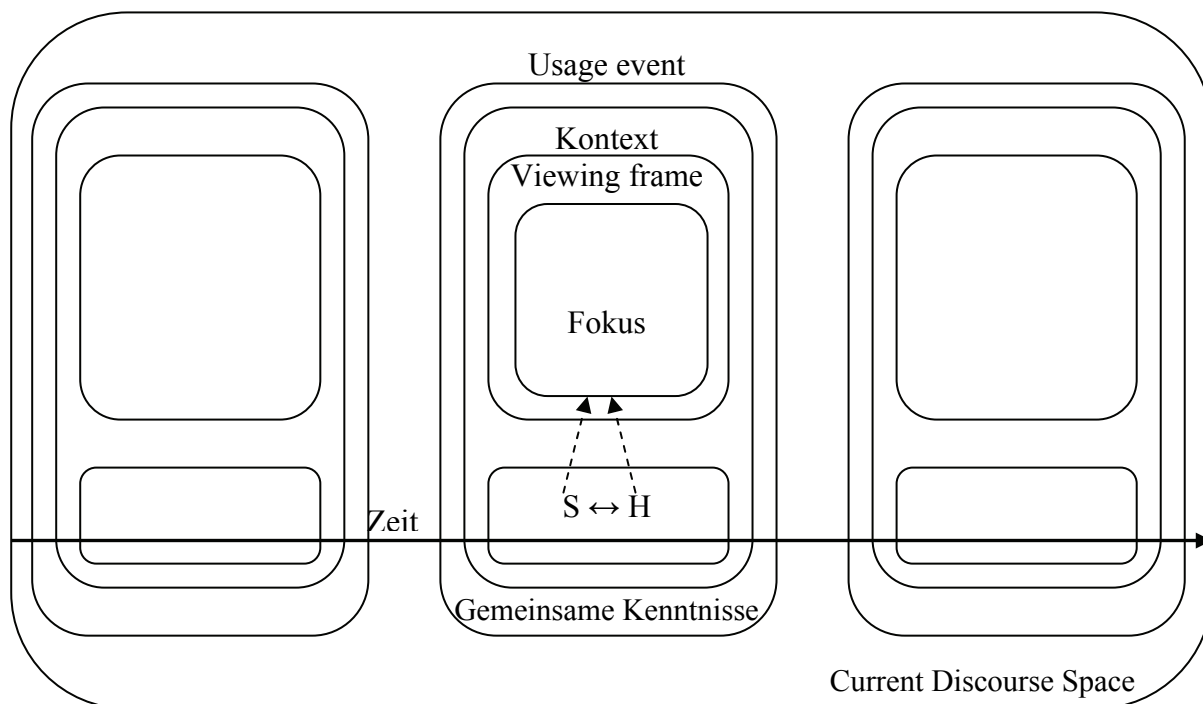 Usage event
Kontext
Viewing frame
Fokus
S ↔ H
Zeit
Gemeinsame Kenntnisse
Current Discourse Space